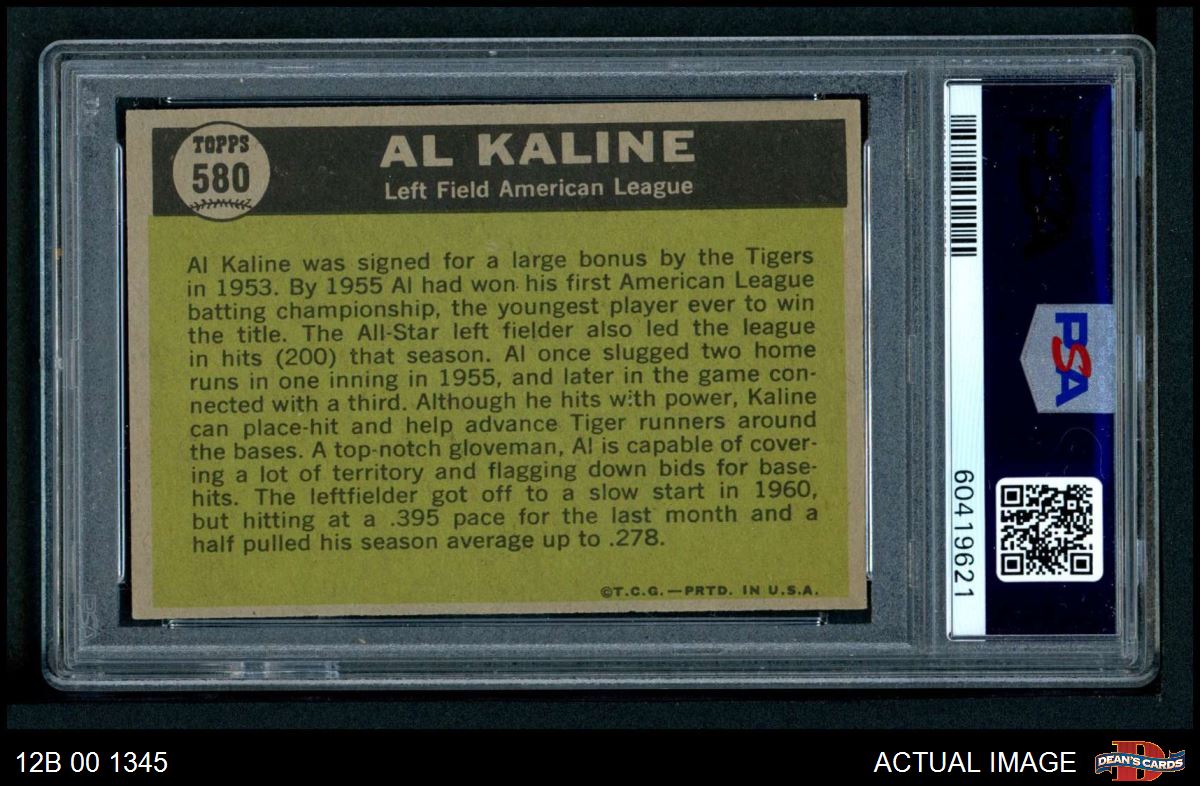 TOPPS
580
AL KALINE
Left Field American League
Al Kaline was signed for a large bonus by the Tigers
in 1953. By 1955 Al had won his first American League
batting championship, the youngest player ever to win
the title. The All-Star left fielder also led the league
in hits (200) that season. Al once slugged two home
runs in one inning in 1955, and later in the game con-
nected with a third. Although he hits with power, Kaline
can place-hit and help advance Tiger runners around
the bases. A top-notch gloveman, Al is capable of cover-
ing a lot of territory and flagging down bids for base-
hits. The leftfielder got off to a slow start in 1960,
but hitting at a .395 pace for the last month and a
half pulled his season average up to .278.
©T.C.G.—PRTD. IN U.S.A.
PSA
PSA
60419621
PSA
12B 00 1345
ACTUAL IMAGE
D
DEAN'S CARDS